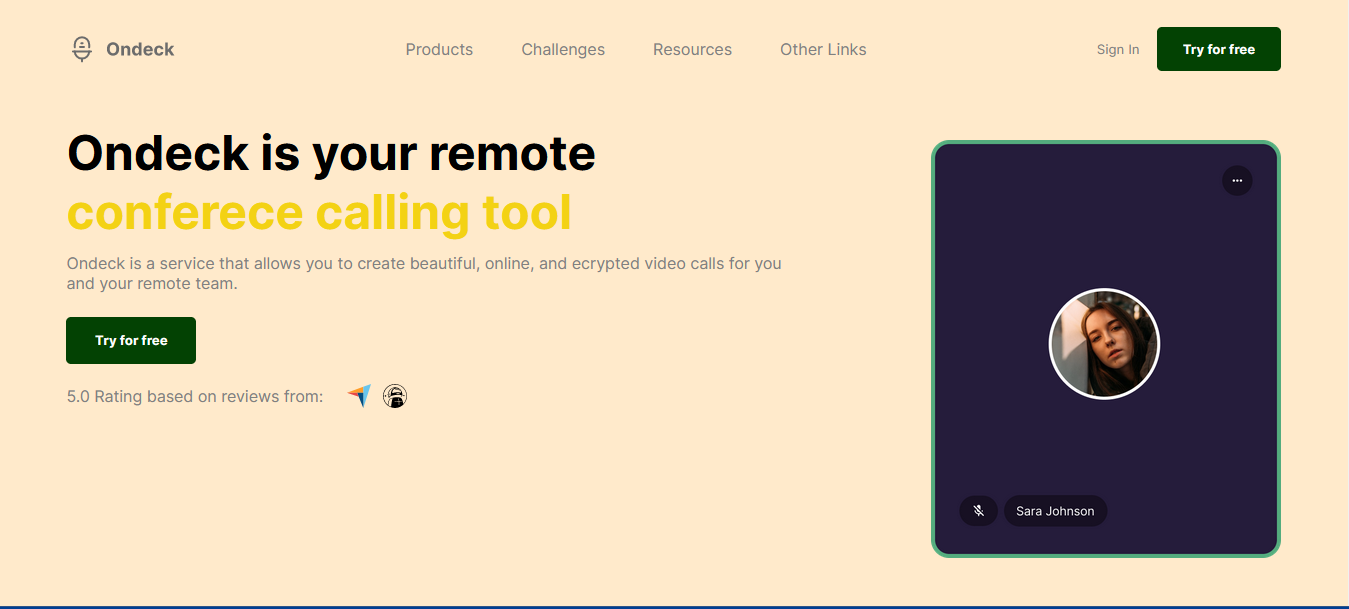 Ondeck
Products
Challenges
Resources
Other Links
Sign In
Try for free
Ondeck is your remote
conferece calling tool
Ondeck is a service that allows you to create beautiful, online, and ecrypted video calls for you
and your remote team.
Try for free
5.0 Rating based on reviews from:
Sara Johnson